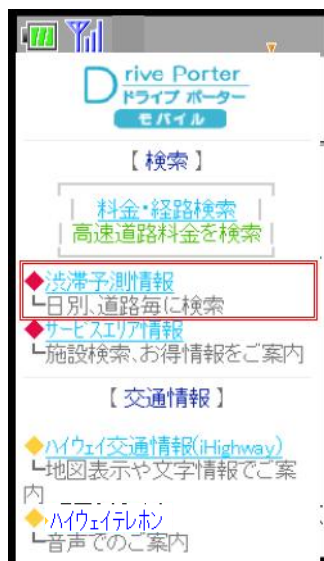 Drive Porter
ドライブ ポーター
モバイル
【検索】
料金・経路検索
高速道路料金を検索
◆渋滞予測情報
┗日別、道路毎に検索
◆サービスエリア情報
┗施設検索、お得情報をご案内
【交通情報】
◆ハイウェイ交通情報(iHighway)
┗地図表示や文字情報でご案
内
◆ハイウェイテレホン
┗音声でのご案内